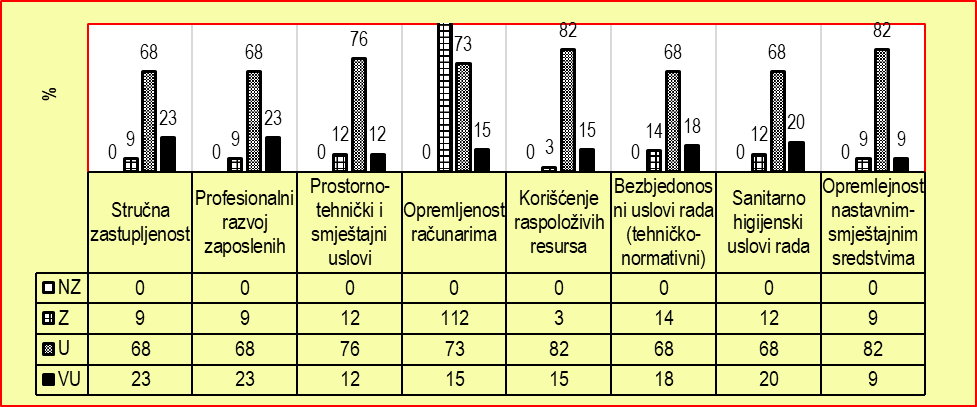 %
0 9 68 23
0 9 68 23
0 12 76 12
0 73 15
0 3 82 15
0 14 68 18
0 12 68 20
0 9 82 9
Stručna
zastupljenost
Profesionalni
razvoj
zaposlenih
Prostorno-
tehnički i
smještajni
uslovi
Opremljenost
računarima
Korišćenje
raspoloživih
resursa
Bezbjedonos
ni uslovi rada
(tehničko-
normativni)
Sanitarno
higijenski
uslovi rada
Opremlejnost
nastavnim-
smještajnim
sredstvima
NZ 0 0 0 0 0 0 0 0
Z 9 9 12 112 3 14 12 9
U 68 68 76 73 82 68 68 82
VU 23 23 12 15 15 18 20 9